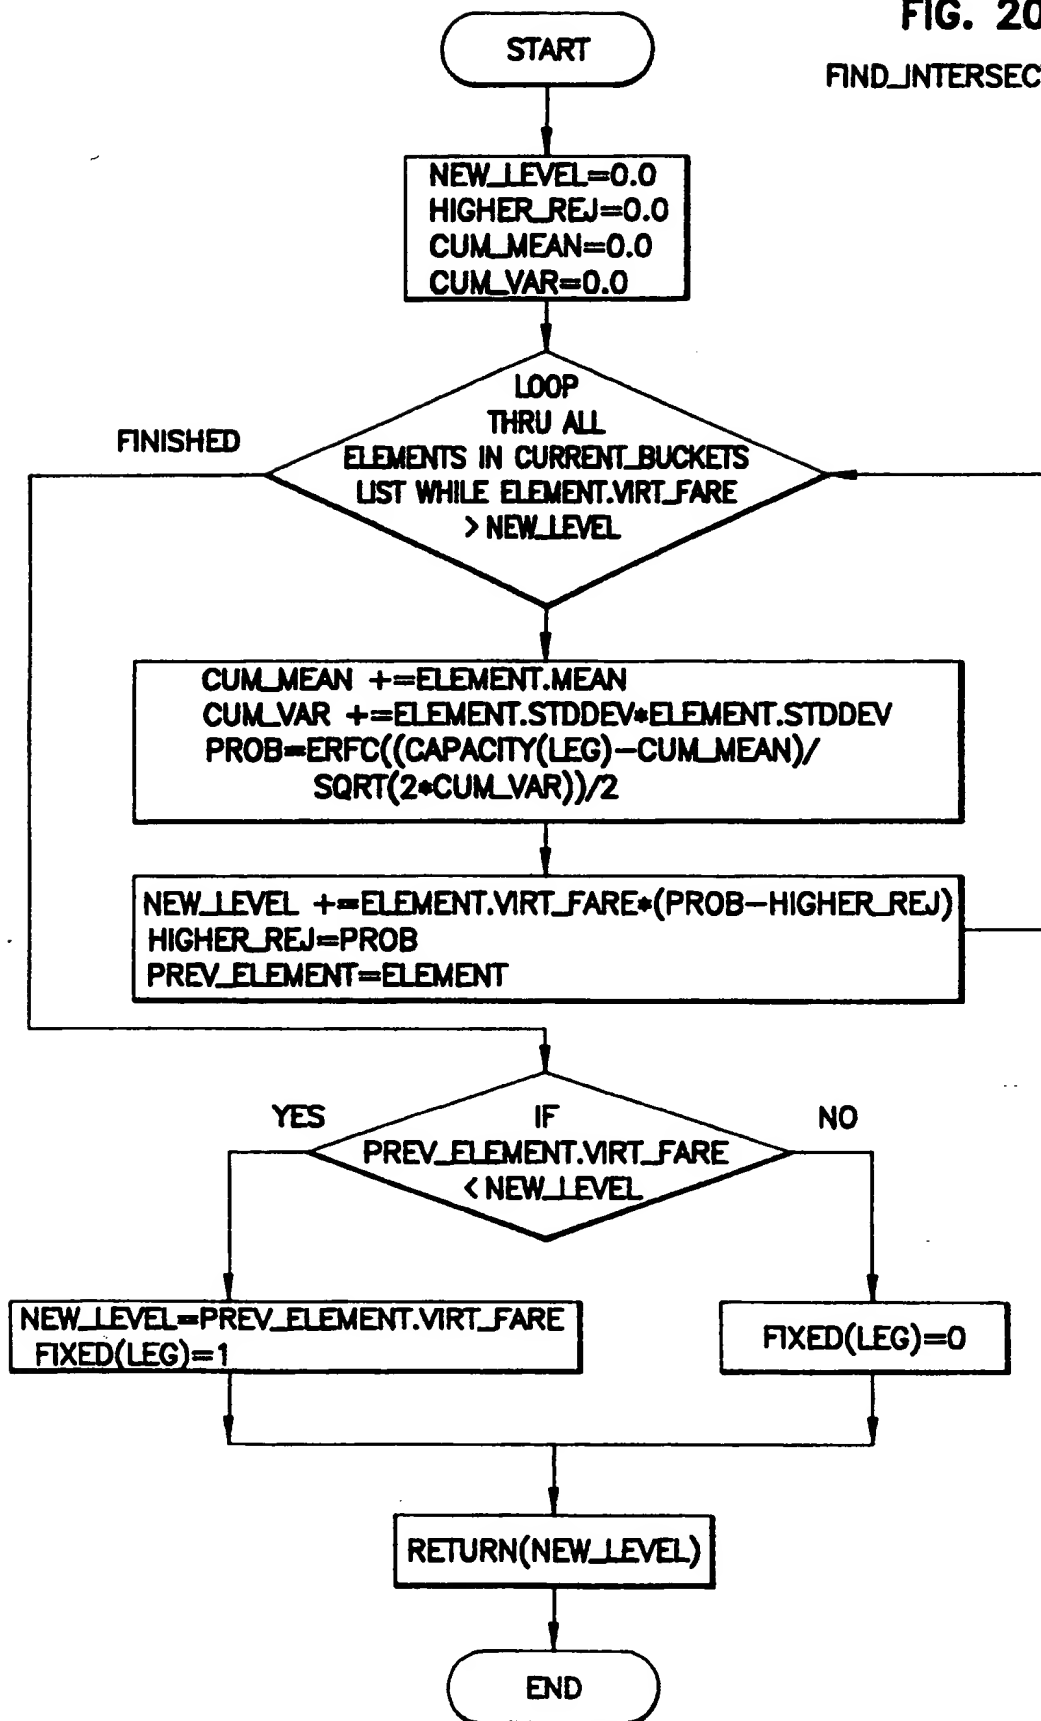 FIG. 20
FIND_INTERSEC
START
NEW_LEVEL=0.0
HIGHER_REJ=0.0
CUM_MEAN=0.0
CUM_VAR=0.0
LOOP
THRU ALL
ELEMENTS IN CURRENT_BUCKETS
LIST WHILE ELEMENT.VIRT_FARE
> NEW_LEVEL
FINISHED
CUM_MEAN +=ELEMENT.MEAN
CUM_VAR +=ELEMENT.STDDEV*ELEMENT.STDDEV
PROB=ERFC((CAPACITY(LEG)-CUM_MEAN)/
SQRT(2*CUM_VAR))/2
NEW_LEVEL +=ELEMENT.VIRT_FARE*(PROB-HIGHER_REJ)
HIGHER_REJ=PROB
PREV_ELEMENT=ELEMENT
YES
IF
PREV_ELEMENT.VIRT_FARE
< NEW_LEVEL
NO
NEW_LEVEL=PREV_ELEMENT.VIRT_FARE
FIXED(LEG)=1
FIXED(LEG)=0
RETURN(NEW_LEVEL)
END